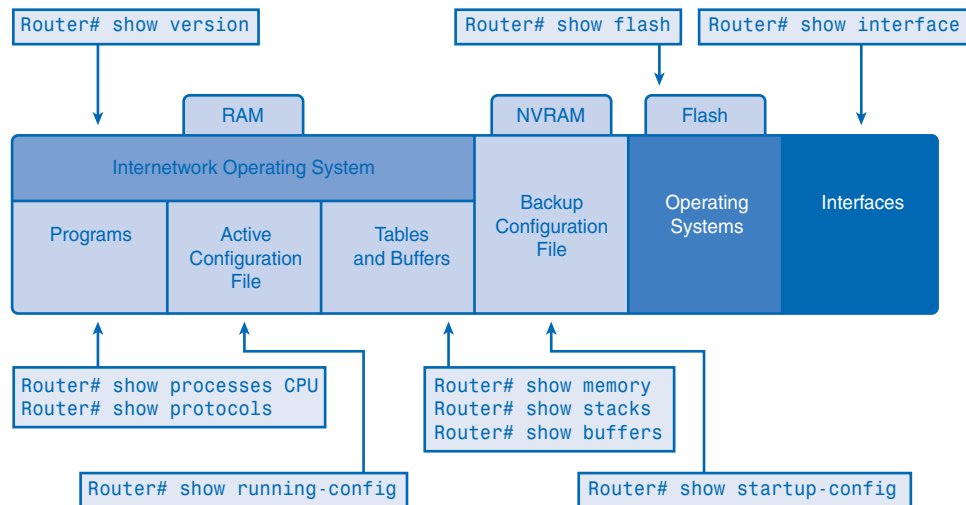 Router# show version
Router# show flash
Router# show interface
RAM
NVRAM
Flash
Internetwork Operating System
Programs
Active
Configuration
File
Tables
and Buffers
Backup
Configuration
File
Operating
Systems
Interfaces
Router# show processes CPU
Router# show protocols
Router# show memory
Router# show stacks
Router# show buffers
Router# show running-config
Router# show startup-config